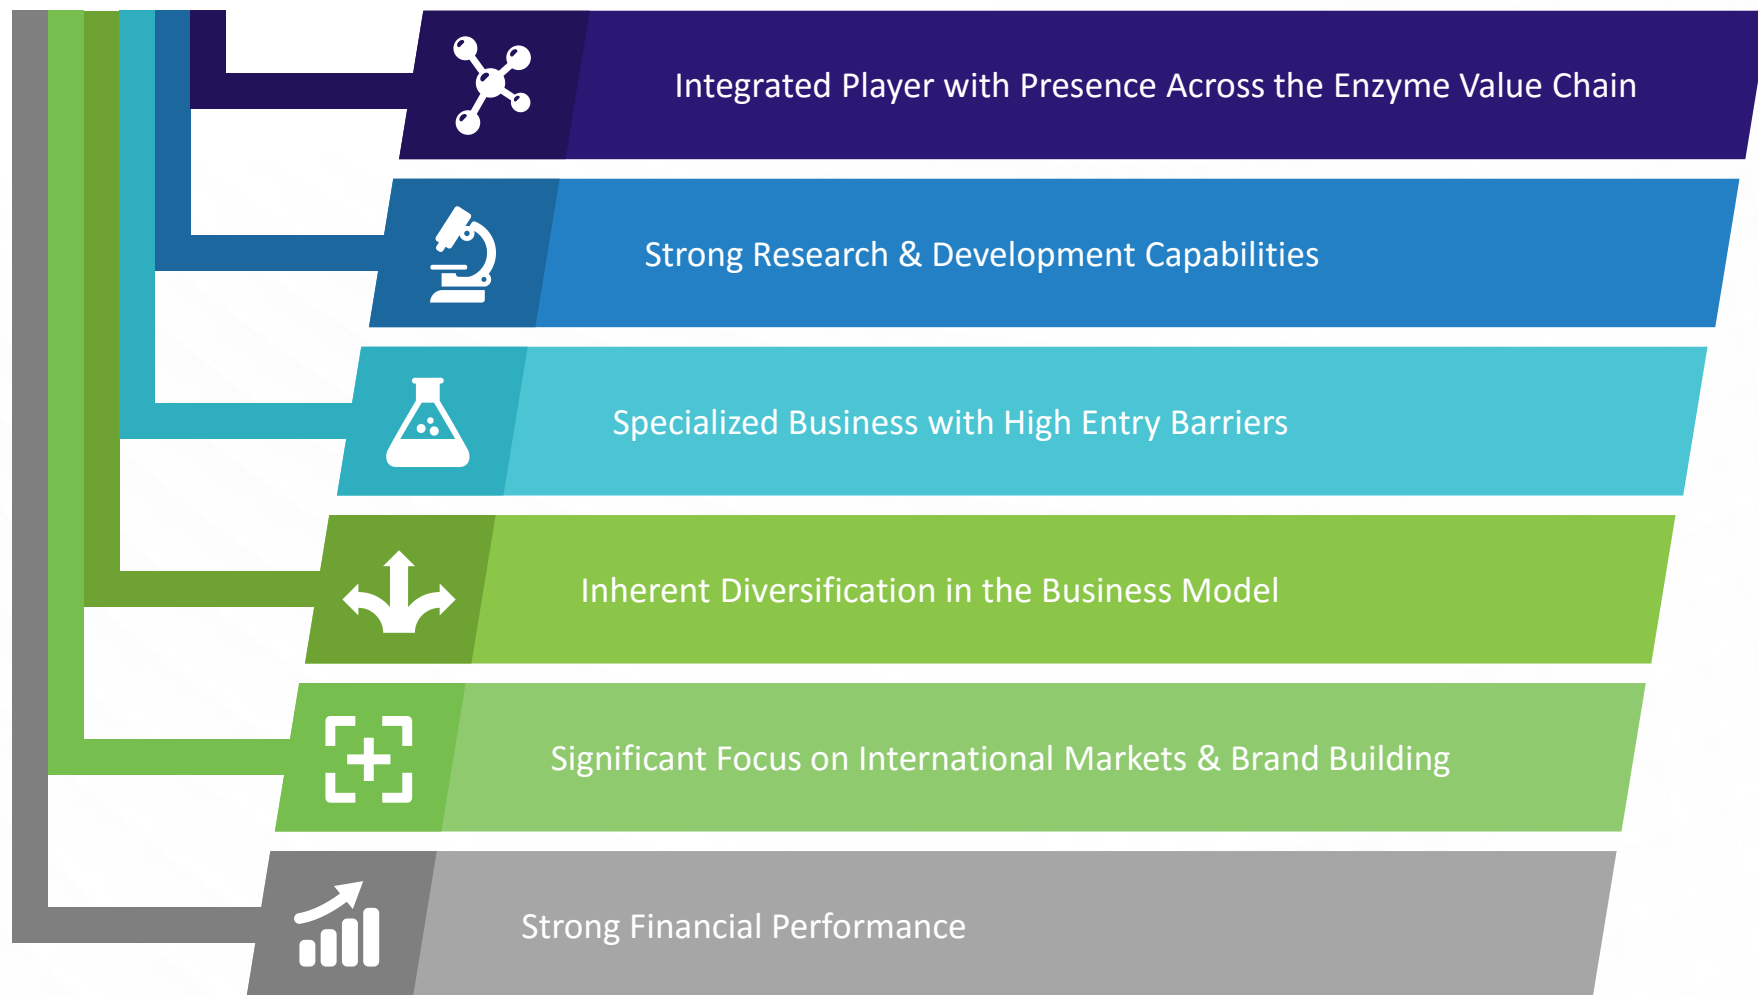 Integrated Player with Presence Across the Enzyme Value Chain
Strong Research & Development Capabilities
Specialized Business with High Entry Barriers
Inherent Diversification in the Business Model
Significant Focus on International Markets & Brand Building
Strong Financial Performance